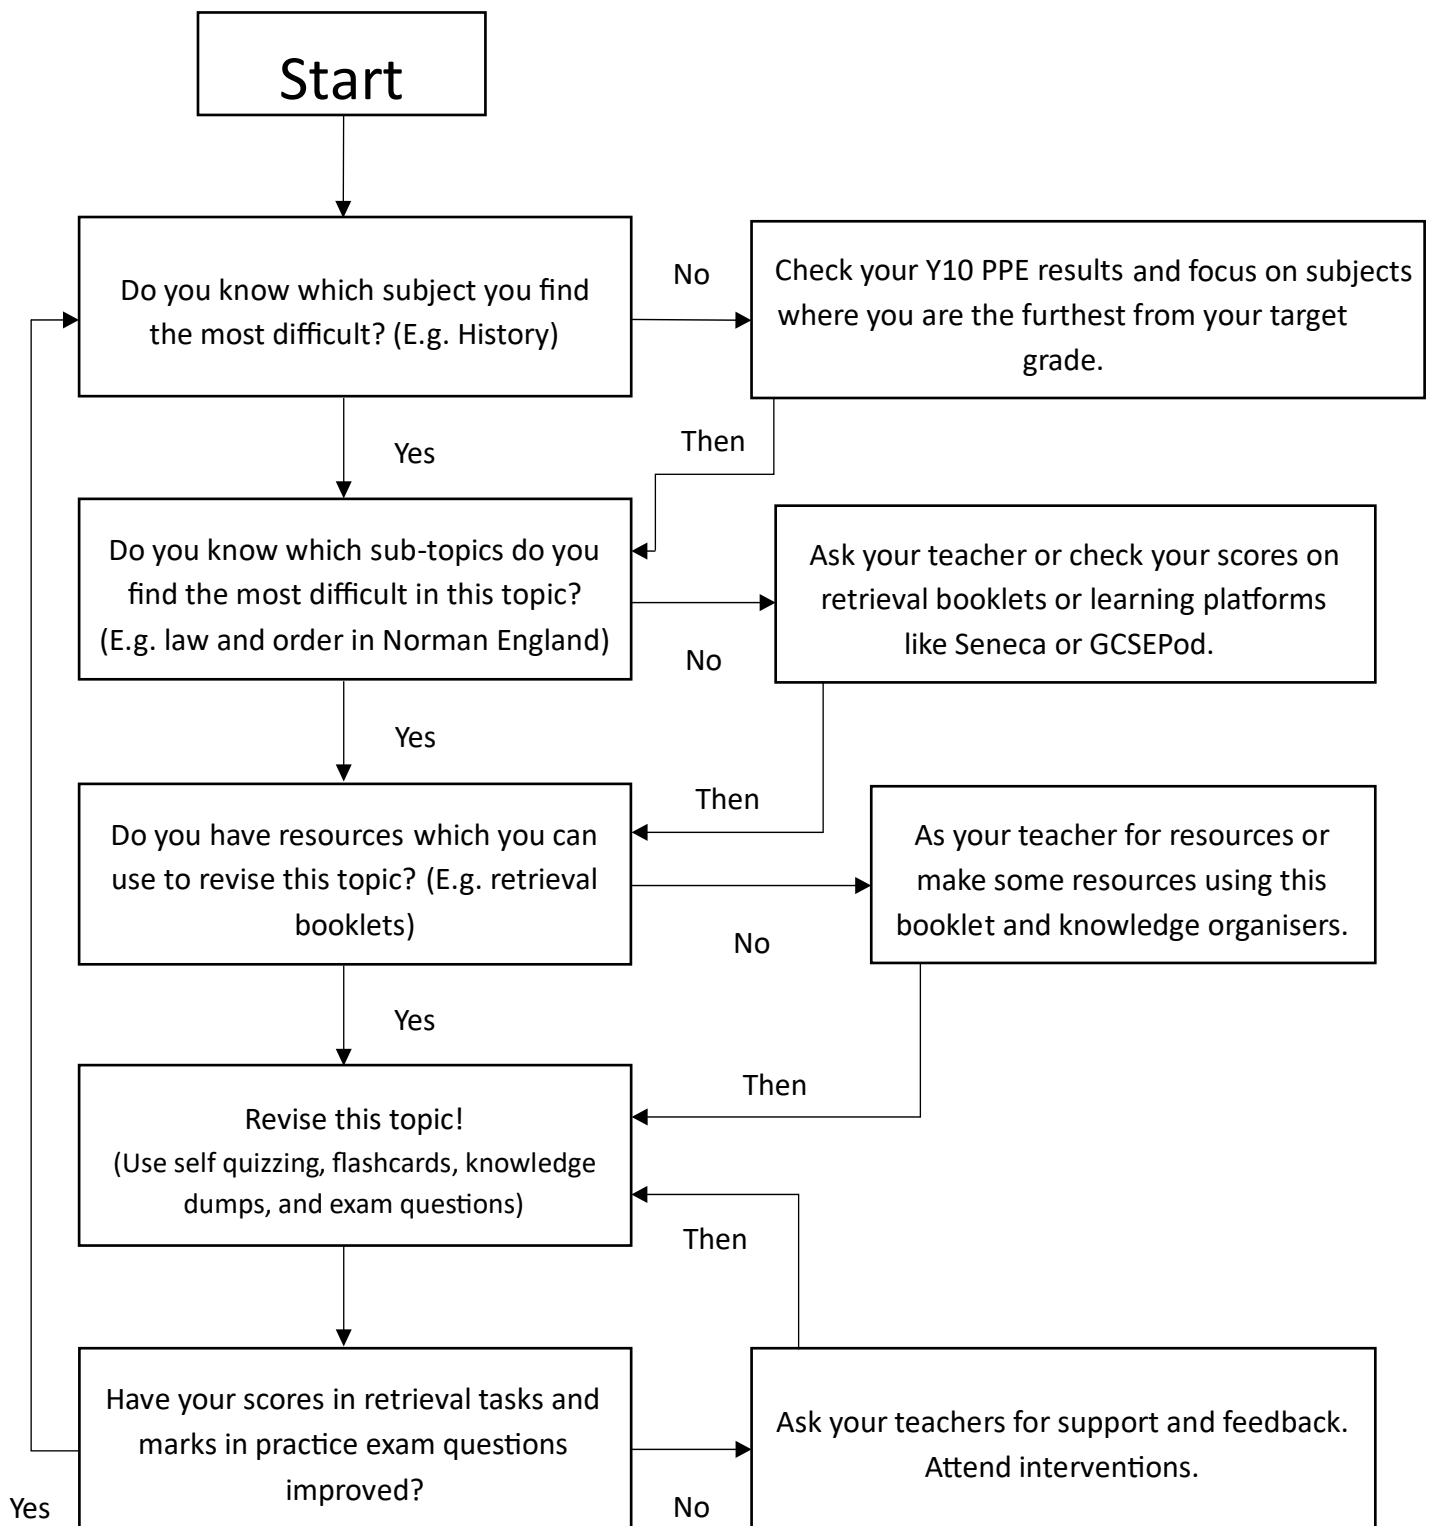 Start
Do you know which subject you find
the most difficult? (E.g. History)
No
Check your Y10 PPE results and focus on subjects
where you are the furthest from your target
grade.
Yes
Then
Do you know which sub-topics do you
find the most difficult in this topic?
(E.g. law and order in Norman England)
No
Ask your teacher or check your scores on
retrieval booklets or learning platforms
like Seneca or GCSEPod.
Yes
Then
Do you have resources which you can
use to revise this topic? (E.g. retrieval
booklets)
No
As your teacher for resources or
make some resources using this
booklet and knowledge organisers.
Yes
Then
Revise this topic!
(Use self quizzing, flashcards, knowledge
dumps, and exam questions)
Then
Have your scores in retrieval tasks and
marks in practice exam questions
improved?
Yes
No
Ask your teachers for support and feedback.
Attend interventions.